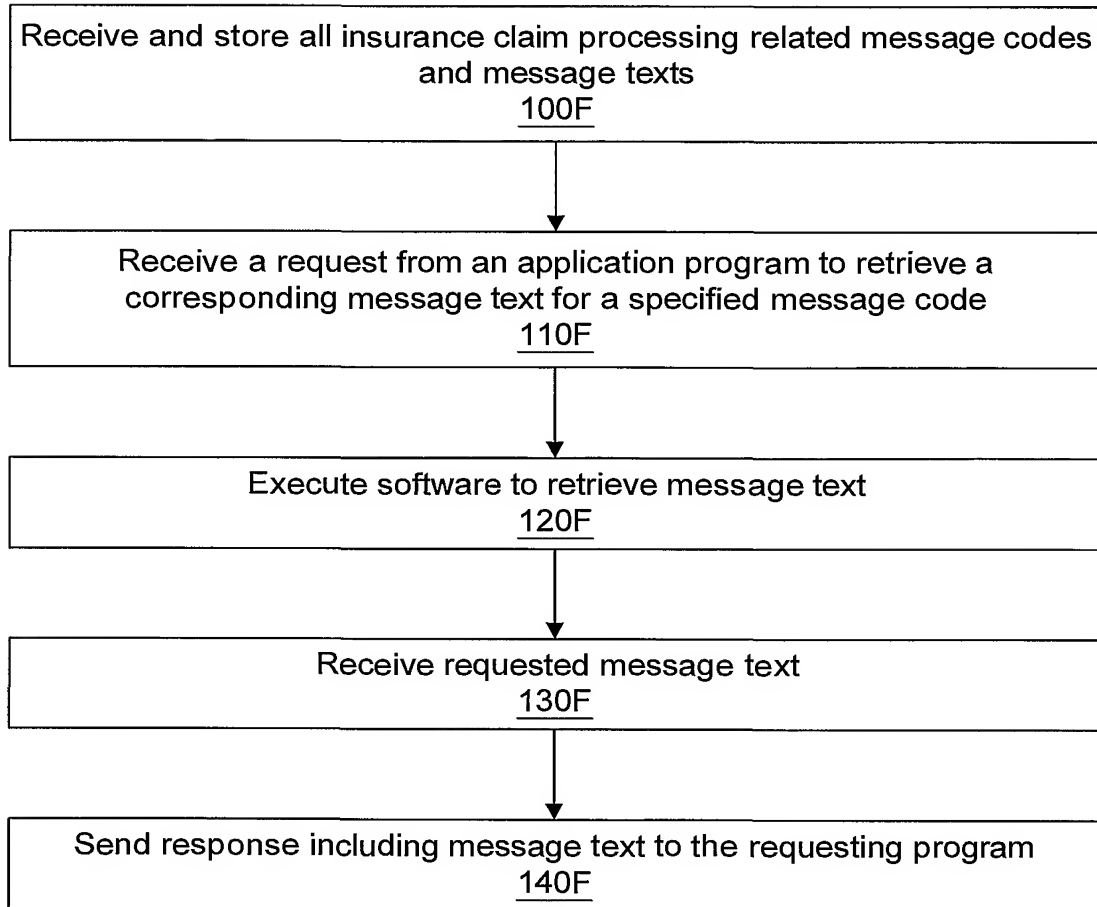 Receive and store all insurance claim processing related message codes
and message texts
100F
Receive a request from an application program to retrieve a
corresponding message text for a specified message code
110F
Execute software to retrieve message text
120F
Receive requested message text
130F
Send response including message text to the requesting program
140F